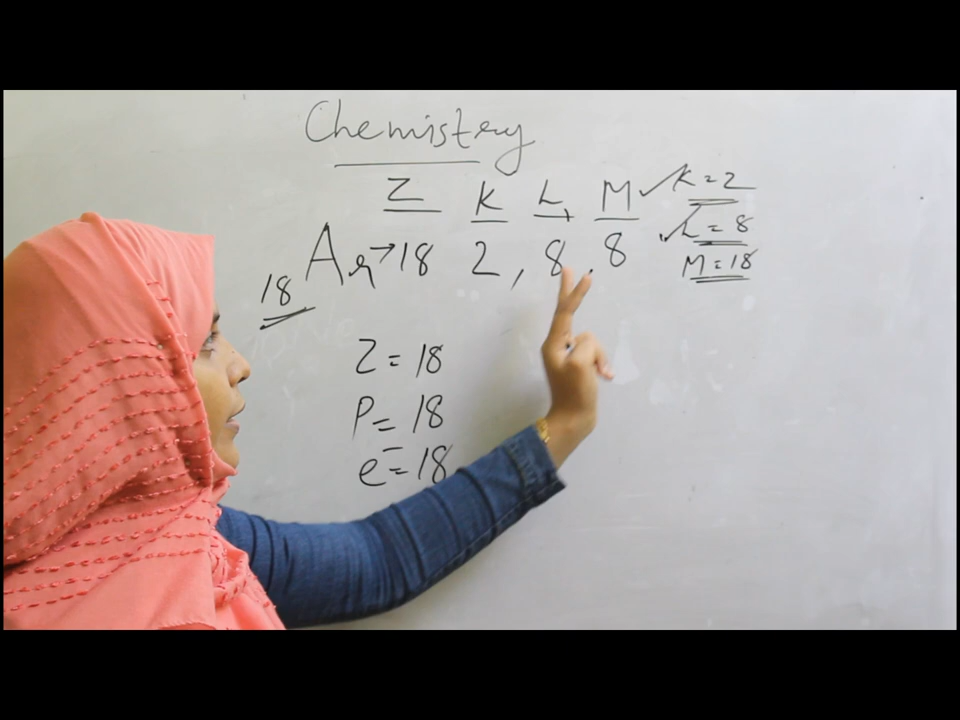 Chemistry
Z K L M
Ar→18 2, 8, 8
18
K=2
L=8
M=18
Z=18
P=18
e⁻=18